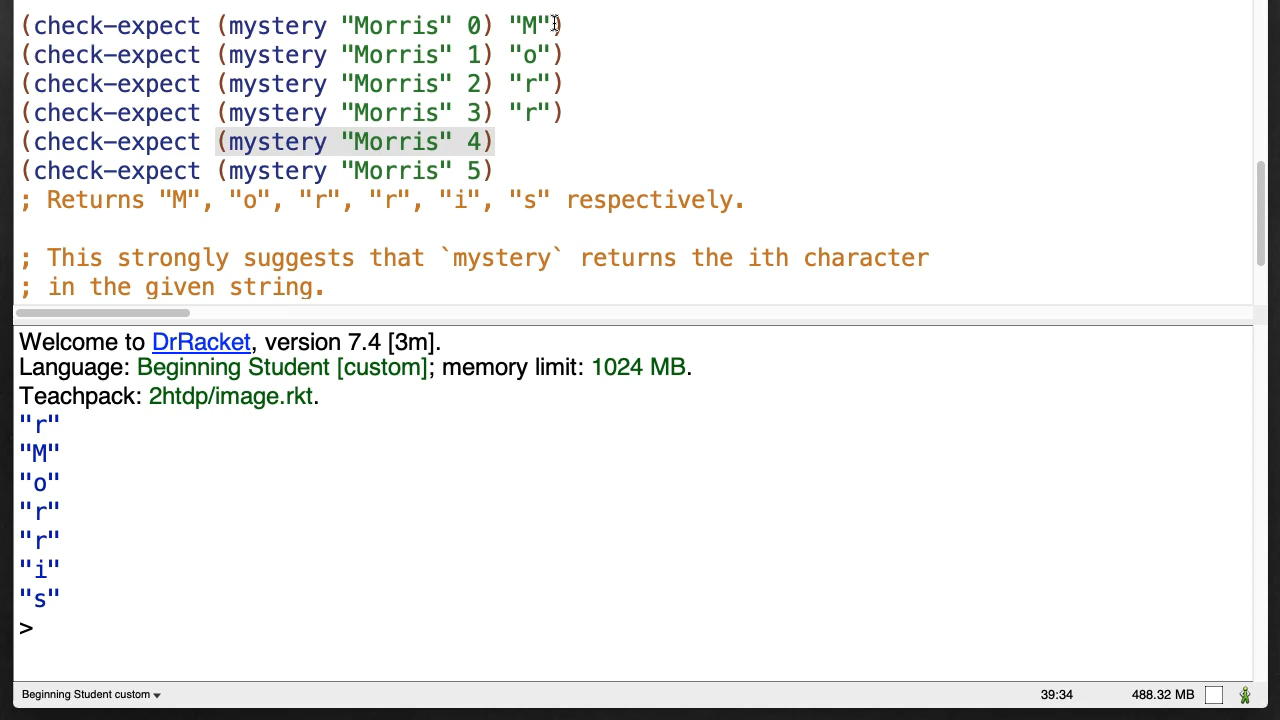 (check-expect (mystery "Morris" 0) "M")
(check-expect (mystery "Morris" 1) "o")
(check-expect (mystery "Morris" 2) "r")
(check-expect (mystery "Morris" 3) "r")
(check-expect (mystery "Morris" 4)
(check-expect (mystery "Morris" 5)
; Returns "M", "o", "r", "r", "i", "s" respectively.
; This strongly suggests that `mystery` returns the ith character
; in the given string.
Welcome to DrRacket, version 7.4 [3m].
Language: Beginning Student [custom]; memory limit: 1024 MB.
Teachpack: 2htdp/image.rkt.
"r"
"M"
"o"
"r"
"r"
"i"
"s"
>
Beginning Student custom 39:34 488.32 MB